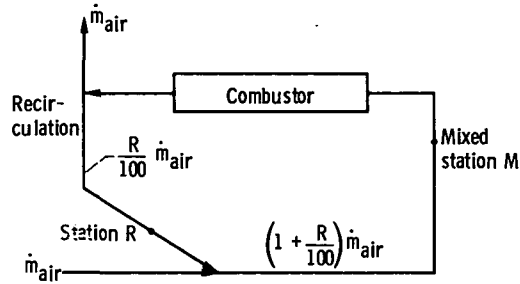 ṁair
Combustor
Recir-
culation
R/100 ṁair
Mixed
station M
Station R
(1 + R/100) ṁair
ṁair